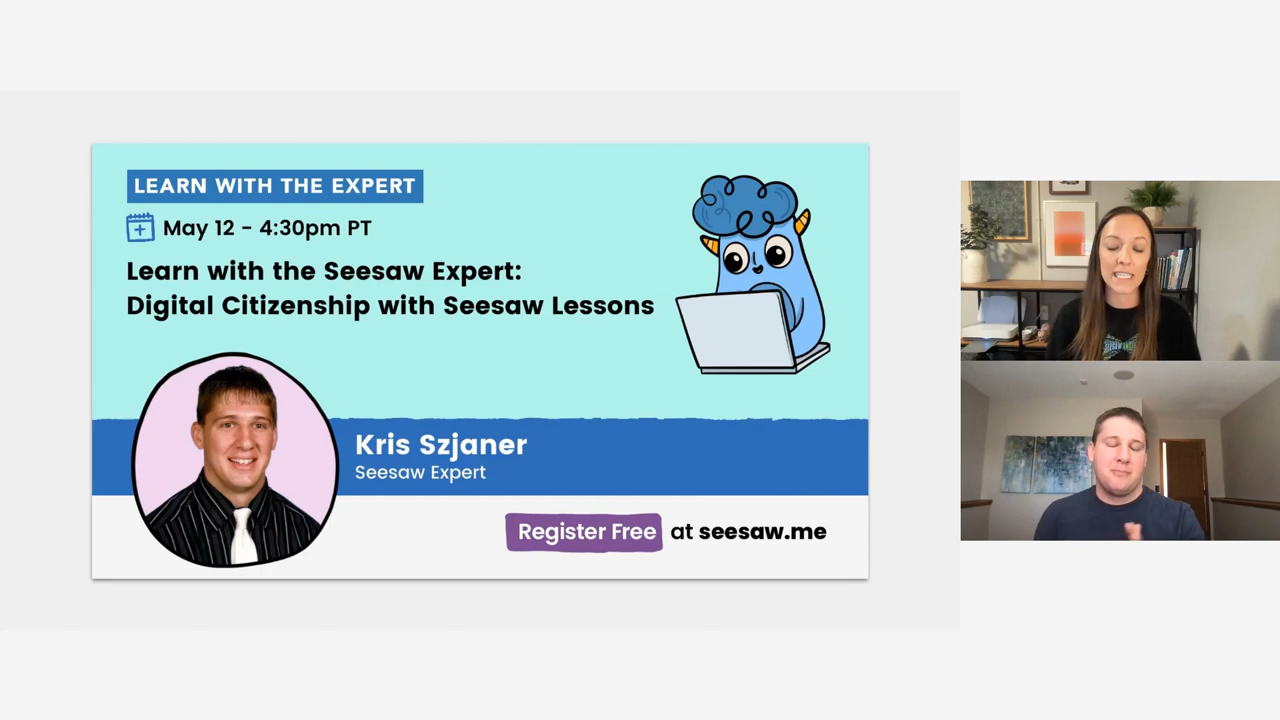 LEARN WITH THE EXPERT
May 12 - 4:30pm PT
Learn with the Seesaw Expert:
Digital Citizenship with Seesaw Lessons
Kris Szjaner
Seesaw Expert
Register Free at seesaw.me